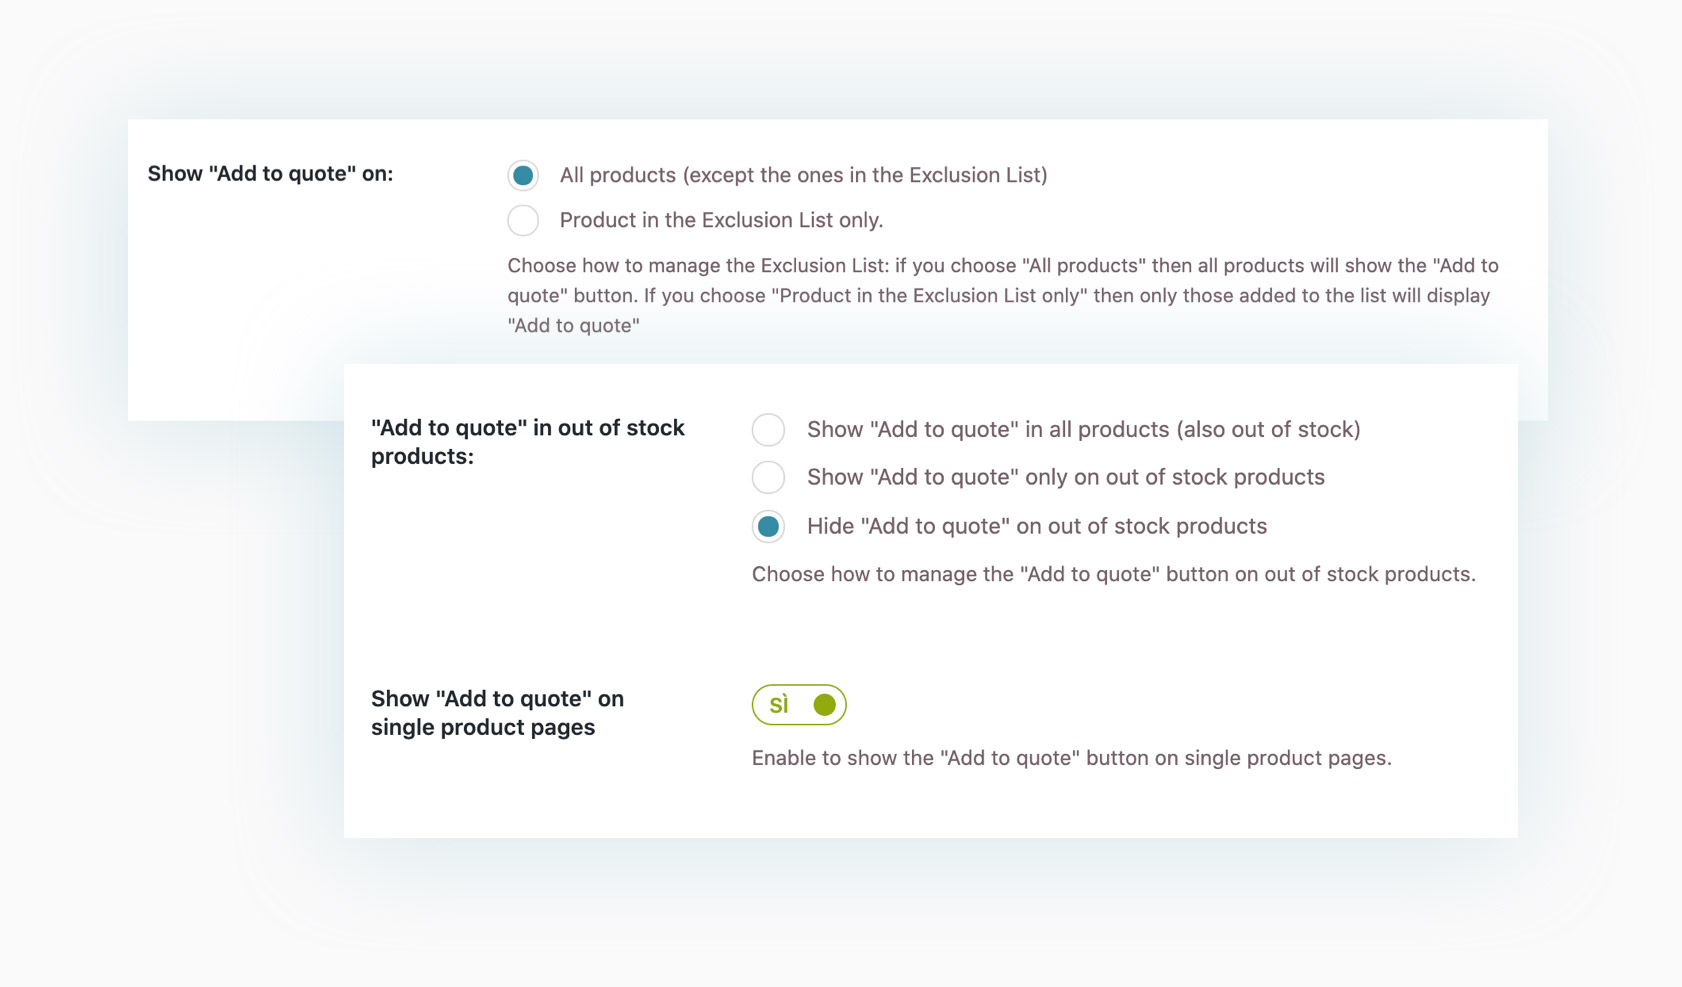 Show "Add to quote" on:
All products (except the ones in the Exclusion List)
Product in the Exclusion List only.
Choose how to manage the Exclusion List: if you choose "All products" then all products will show the "Add to
quote" button. If you choose "Product in the Exclusion List only" then only those added to the list will display
"Add to quote"
"Add to quote" in out of stock
products:
Show "Add to quote" in all products (also out of stock)
Show "Add to quote" only on out of stock products
Hide "Add to quote" on out of stock products
Choose how to manage the "Add to quote" button on out of stock products.
Show "Add to quote" on
single product pages
SÌ
Enable to show the "Add to quote" button on single product pages.